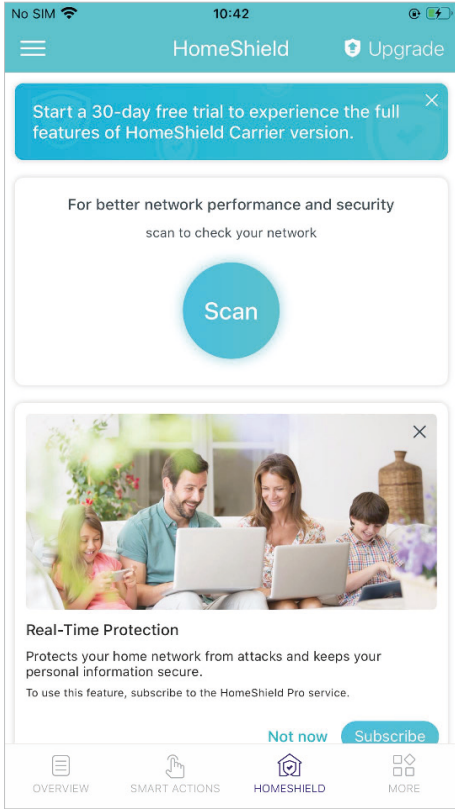 No SIM 10:42
HomeShield Upgrade
Start a 30-day free trial to experience the full
features of HomeShield Carrier version.
For better network performance and security
scan to check your network
Scan
Real-Time Protection
Protects your home network from attacks and keeps your
personal information secure.
To use this feature, subscribe to the HomeShield Pro service.
Not now Subscribe
OVERVIEW SMART ACTIONS HOMESHIELD MORE